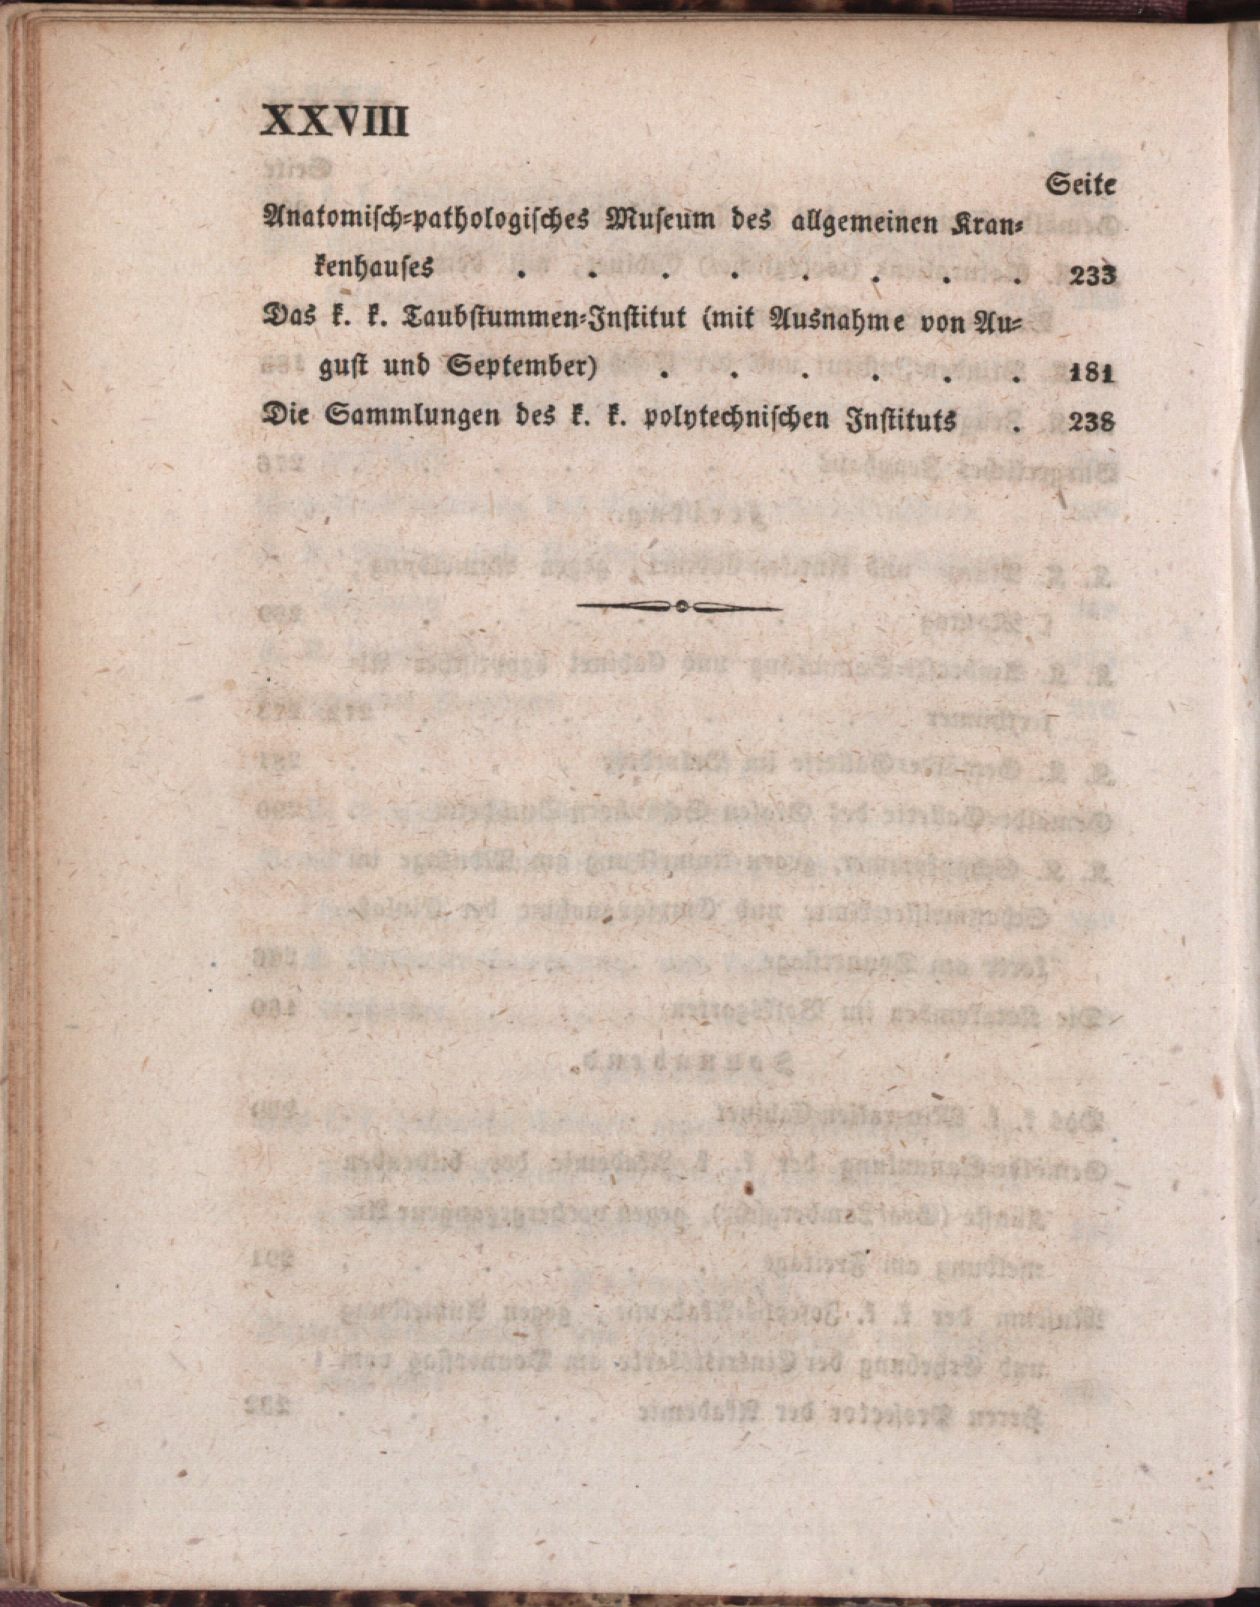 XXVIII
Seite
Anatomisch-pathologisches Museum des allgemeinen Kran-
kenhauses . . . . . . . . 233
Das k. k. Taubstummen-Institut (mit Ausnahme von Au-
gust und September) . . . . . . 181
Die Sammlungen des k. k. polytechnischen Instituts . 238